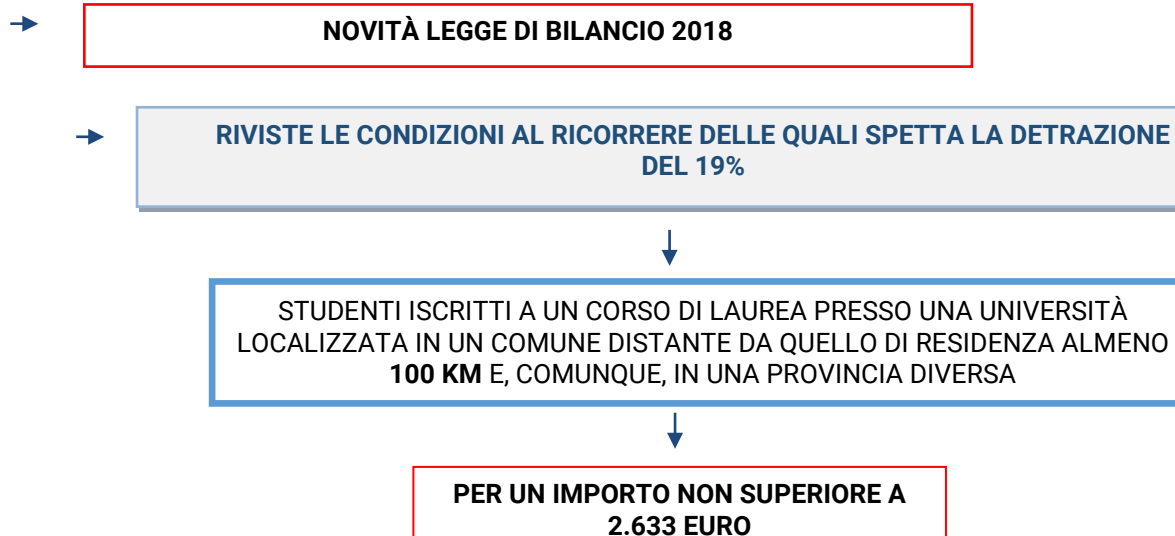 NOVITÀ LEGGE DI BILANCIO 2018
RIVISTE LE CONDIZIONI AL RICORRERE DELLE QUALI SPETTA LA DETRAZIONE
DEL 19%
STUDENTI ISCRITTI A UN CORSO DI LAUREA PRESSO UNA UNIVERSITÀ
LOCALIZZATA IN UN COMUNE DISTANTE DA QUELLO DI RESIDENZA ALMENO
100 KM E, COMUNQUE, IN UNA PROVINCIA DIVERSA
PER UN IMPORTO NON SUPERIORE A
2.633 EURO